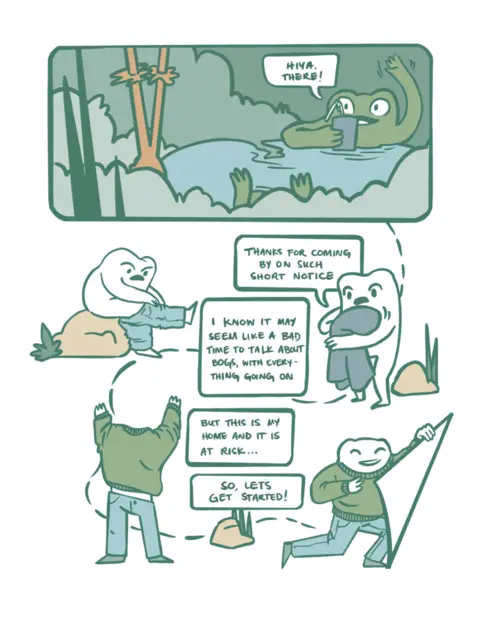 HIYA,
THERE!
THANKS FOR COMING
BY ON SUCH
SHORT NOTICE
I KNOW IT MAY
SEEM LIKE A BAD
TIME TO TALK ABOUT
BOGS, WITH EVERY-
THING GOING ON
BUT THIS IS MY
HOME AND IT IS
AT RISK...
SO, LETS
GET STARTED!